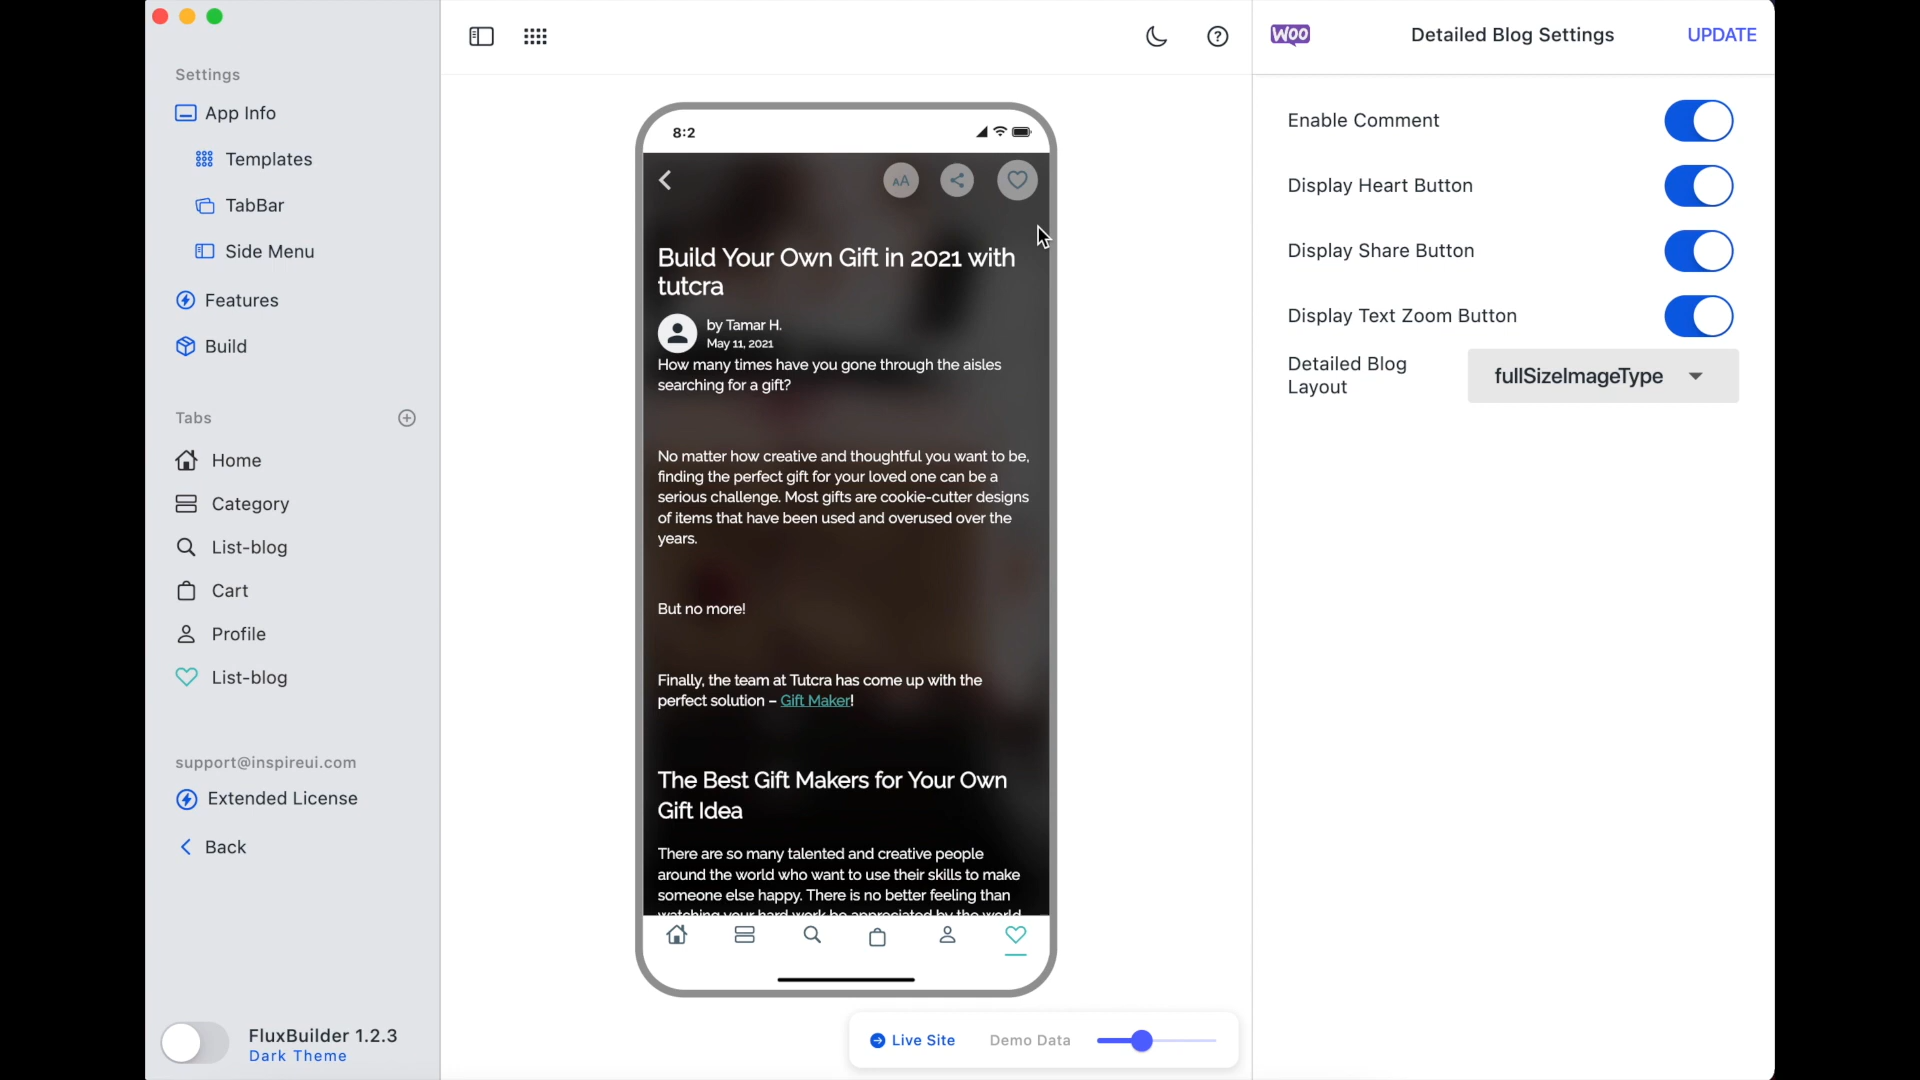 Settings
App Info
Templates
TabBar
Side Menu
Features
Build
Tabs
Home
Category
List-blog
Cart
Profile
List-blog
support@inspireui.com
Extended License
Back
FluxBuilder 1.2.3
Dark Theme
8:2
AA
Build Your Own Gift in 2021 with
tutcra
by Tamar H.
May 11, 2021
How many times have you gone through the aisles
searching for a gift?
No matter how creative and thoughtful you want to be,
finding the perfect gift for your loved one can be a
serious challenge. Most gifts are cookie-cutter designs
of items that have been used and overused over the
years.
But no more!
Finally, the team at Tutcra has come up with the
perfect solution – Gift Maker!
The Best Gift Makers for Your Own
Gift Idea
There are so many talented and creative people
around the world who want to use their skills to make
someone else happy. There is no better feeling than
watching your hard work be appreciated by the world
Live Site
Demo Data
Woo
Detailed Blog Settings
UPDATE
Enable Comment
Display Heart Button
Display Share Button
Display Text Zoom Button
Detailed Blog
Layout
fullSizeImageType